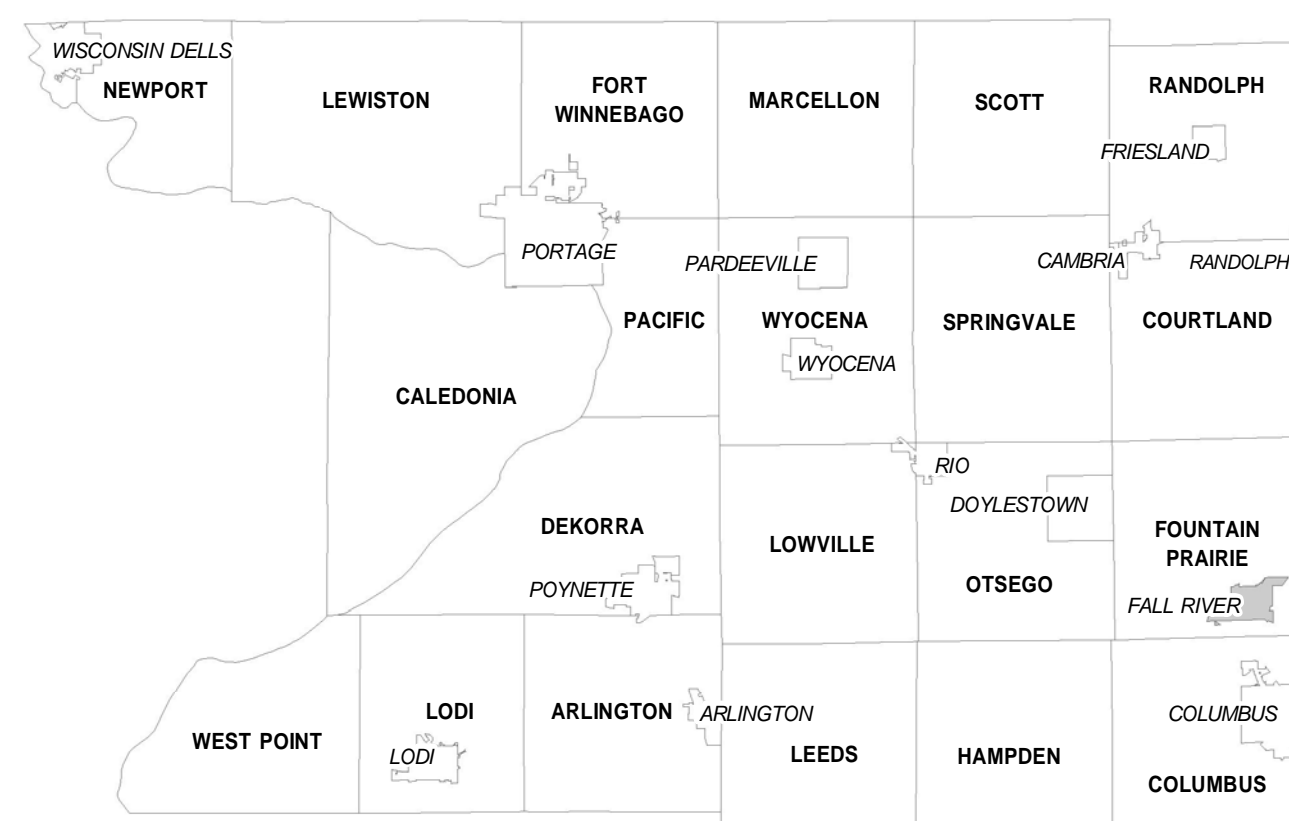 WISCONSIN DELLS
NEWPORT
LEWISTON
FORT
WINNEBAGO
MARCELLON
SCOTT
RANDOLPH
FRIESLAND
PORTAGE
PARDEEVILLE
CAMBRIA
RANDOLPH
PACIFIC
WYOCENA
SPRINGVALE
COURTLAND
WYOCENA
CALEDONIA
RIO
DOYLESTOWN
DEKORRA
LOWVILLE
FOUNTAIN
PRAIRIE
OTSEGO
POYNETTE
FALL RIVER
LODI
ARLINGTON
ARLINGTON
COLUMBUS
WEST POINT
LODI
LEEDS
HAMPDEN
COLUMBUS